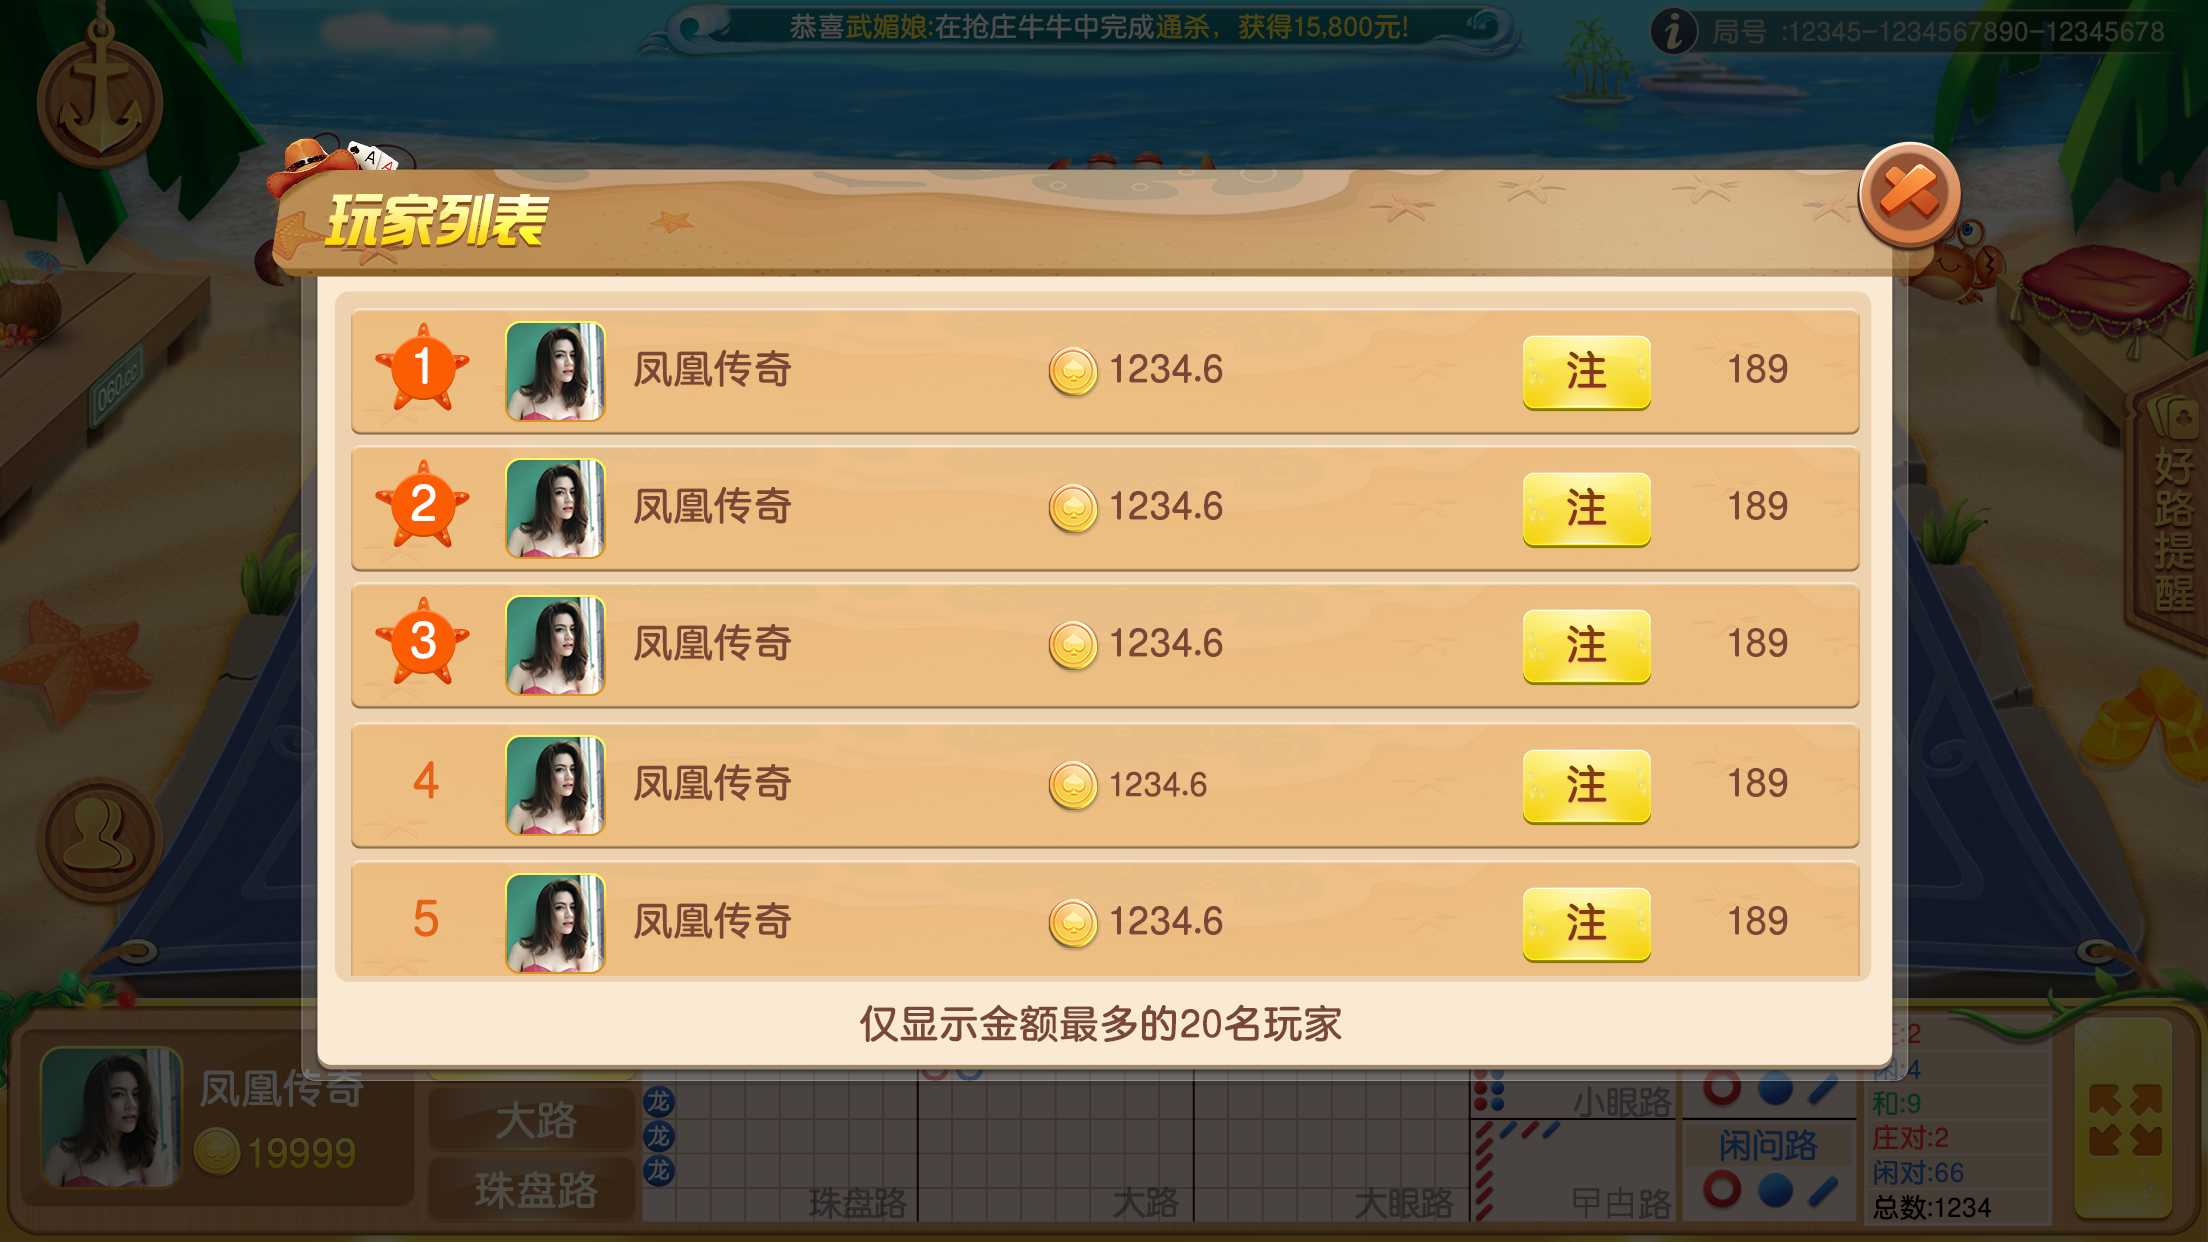 恭喜武媚娘:在抢庄牛牛中完成通杀，获得15,800元!
i 局号 :12345-1234567890-12345678
A A
玩家列表
1 凤凰传奇 1234.6 注 189
2 凤凰传奇 1234.6 注 189
3 凤凰传奇 1234.6 注 189
4 凤凰传奇 1234.6 注 189
5 凤凰传奇 1234.6 注 189
仅显示金额最多的20名玩家
060.cc
好路提醒
凤凰传奇
19999
大路
珠盘路
龙
龙
龙
珠盘路
大路
大眼路
小眼路
曱甴路
闲问路
:2
闲:4
和:9
庄对:2
闲对:66
总数:1234